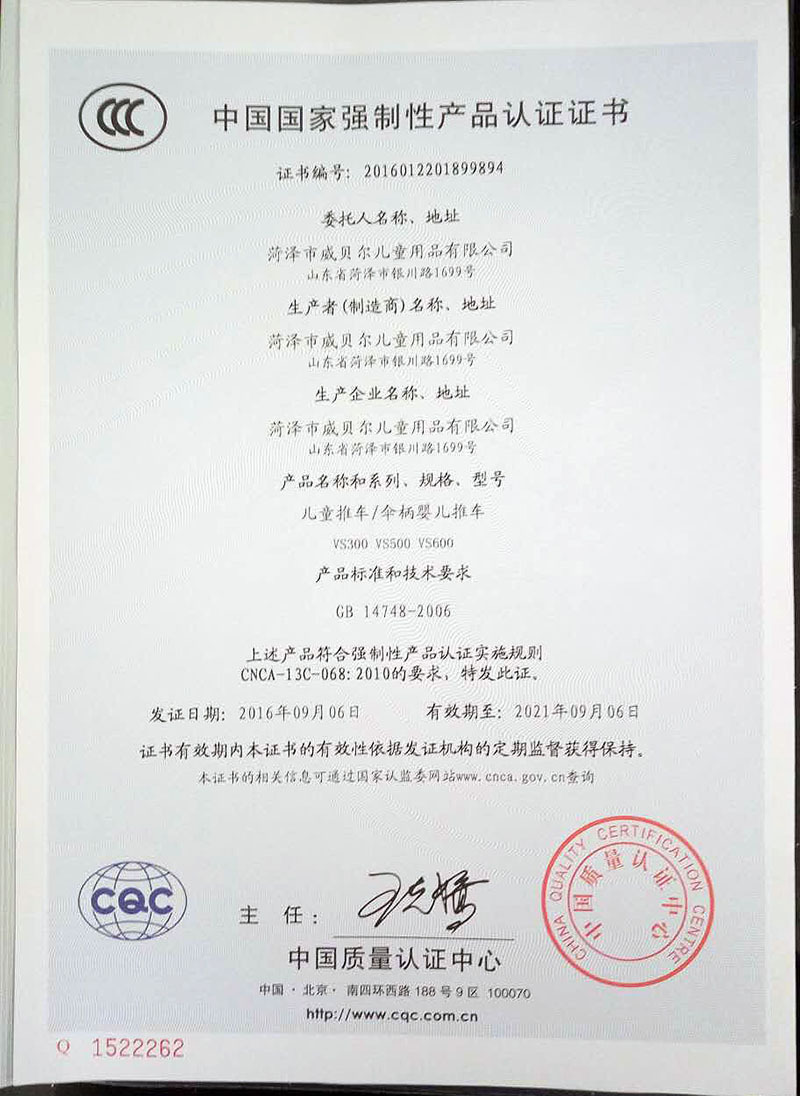 CCC
中国国家强制性产品认证证书
证书编号：2016012201899894
委托人名称、地址
菏泽市威贝尔儿童用品有限公司
山东省菏泽市银川路1699号
生产者(制造商)名称、地址
菏泽市威贝尔儿童用品有限公司
山东省菏泽市银川路1699号
生产企业名称、地址
菏泽市威贝尔儿童用品有限公司
山东省菏泽市银川路1699号
产品名称和系列、规格、型号
儿童推车/伞柄婴儿推车
VS300 VS500 VS600
产品标准和技术要求
GB 14748-2006
上述产品符合强制性产品认证实施规则
CNCA-13C-068:2010的要求，特发此证。
发证日期：2016年09月06日 有效期至：2021年09月06日
证书有效期内本证书的有效性依据发证机构的定期监督获得保持。
本证书的相关信息可通过国家认监委网站www.cnca.gov.cn查询
CHINA QUALITY CERTIFICATION CENTRE
中国质量认证中心
CQC
主 任：
中国质量认证中心
中国·北京·南四环西路188号9区 100070
http://www.cqc.com.cn
Q 1522262